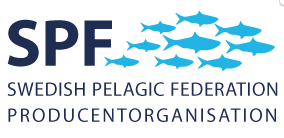 SPF
SWEDISH PELAGIC FEDERATION
PRODUCENTORGANISATION